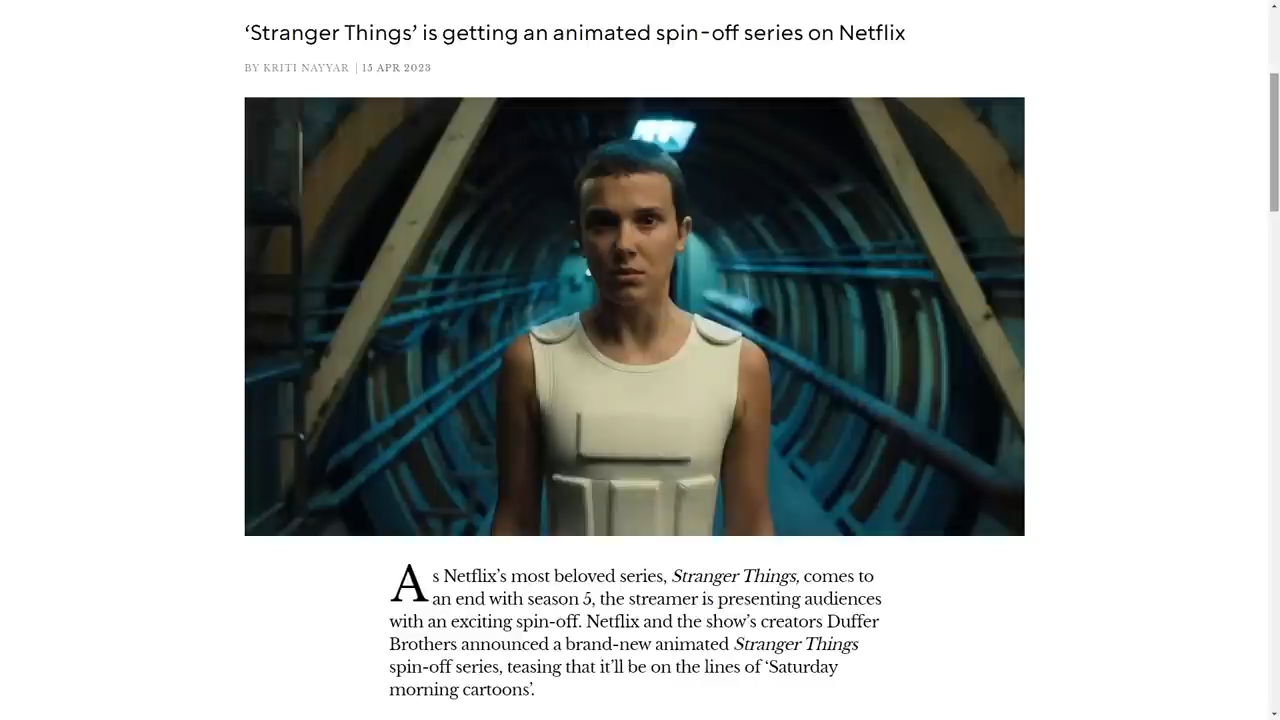 ‘Stranger Things’ is getting an animated spin-off series on Netflix
BY KRITI NAYYAR | 15 APR 2023
As Netflix’s most beloved series, Stranger Things, comes to
an end with season 5, the streamer is presenting audiences
with an exciting spin-off. Netflix and the show’s creators Duffer
Brothers announced a brand-new animated Stranger Things
spin-off series, teasing that it’ll be on the lines of ‘Saturday
morning cartoons’.